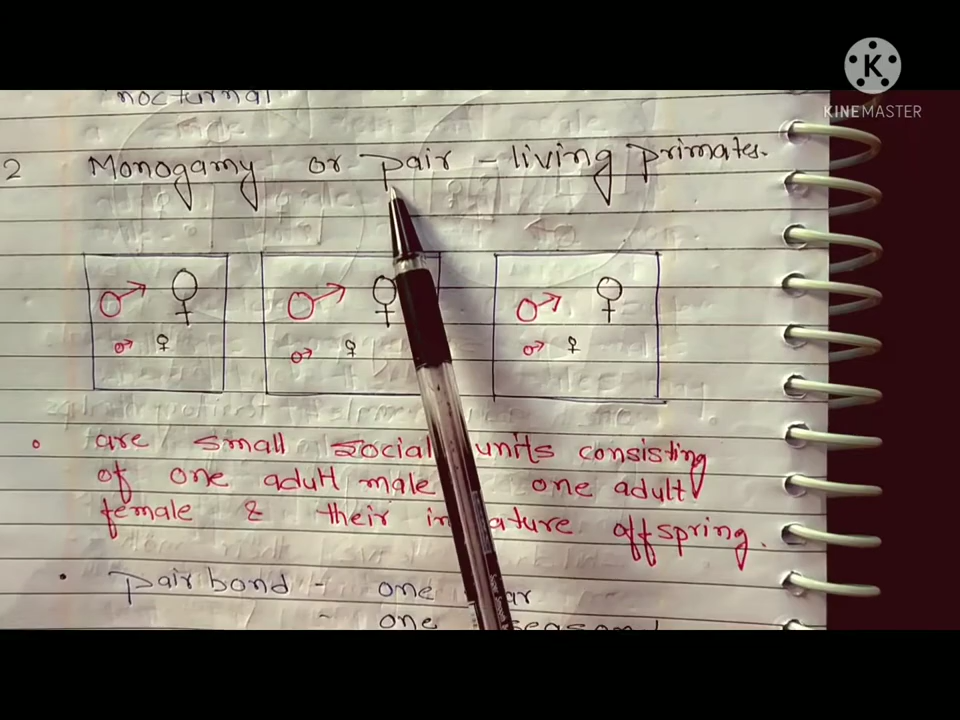 K
KINEMASTER
nocturnal
2 Monogamy or pair - living primates.
♂ ♀ ♂ ♀ ♂ ♀
♂ ♀ ♂ ♀ ♂ ♀
• are small social units consisting
of one adult male one adult
female & their offspring.
• Pair bond - one
- one season